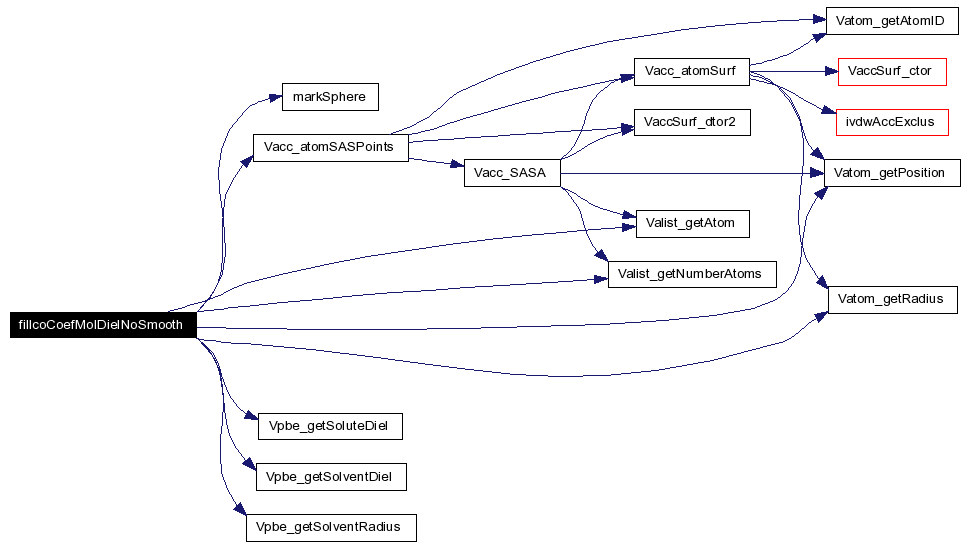 Vatom_getAtomID
Vacc_atomSurf
VaccSurf_ctor
markSphere
VaccSurf_dtor2
ivdwAccExclus
Vacc_atomSASPoints
Vacc_SASA
Vatom_getPosition
Valist_getAtom
Valist_getNumberAtoms
Vatom_getRadius
fillcoCoefMolDielNoSmooth
Vpbe_getSoluteDiel
Vpbe_getSolventDiel
Vpbe_getSolventRadius